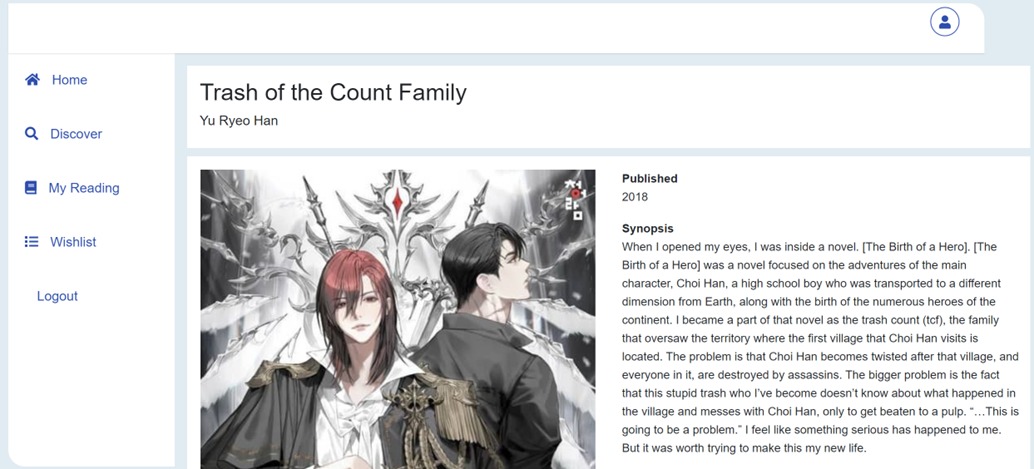 Home
Discover
My Reading
Wishlist
Logout
Trash of the Count Family
Yu Ryeo Han
Published
2018
Synopsis
When I opened my eyes, I was inside a novel. [The Birth of a Hero]. [The
Birth of a Hero] was a novel focused on the adventures of the main
character, Choi Han, a high school boy who was transported to a different
dimension from Earth, along with the birth of the numerous heroes of the
continent. I became a part of that novel as the trash count (tcf), the family
that oversaw the territory where the first village that Choi Han visits is
located. The problem is that Choi Han becomes twisted after that village, and
everyone in it, are destroyed by assassins. The bigger problem is the fact
that this stupid trash who I’ve become doesn’t know about what happened in
the village and messes with Choi Han, only to get beaten to a pulp. “…This is
going to be a problem.” I feel like something serious has happened to me.
But it was worth trying to make this my new life.